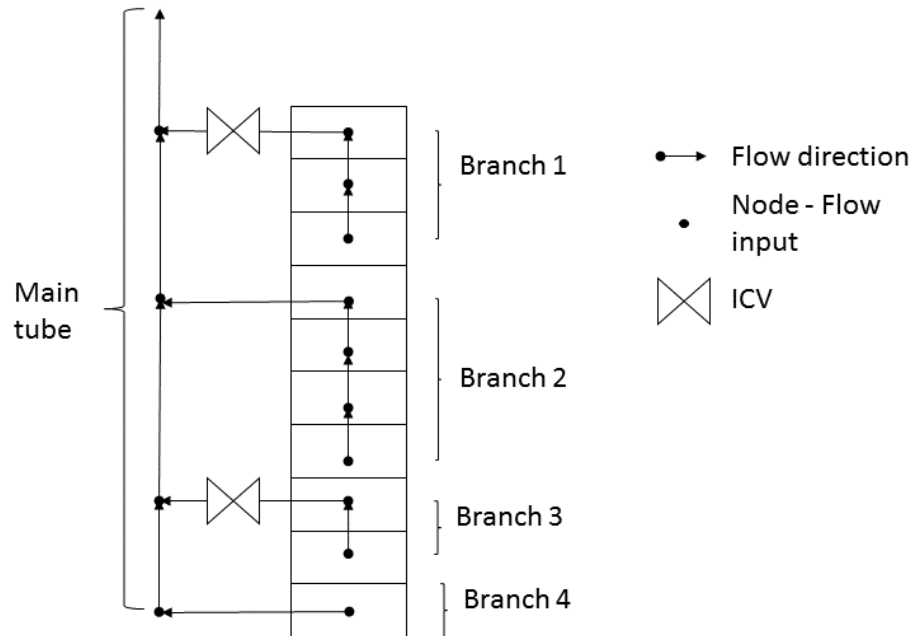 Main
tube
Branch 1
Branch 2
Branch 3
Branch 4
Flow direction
Node - Flow
input
ICV